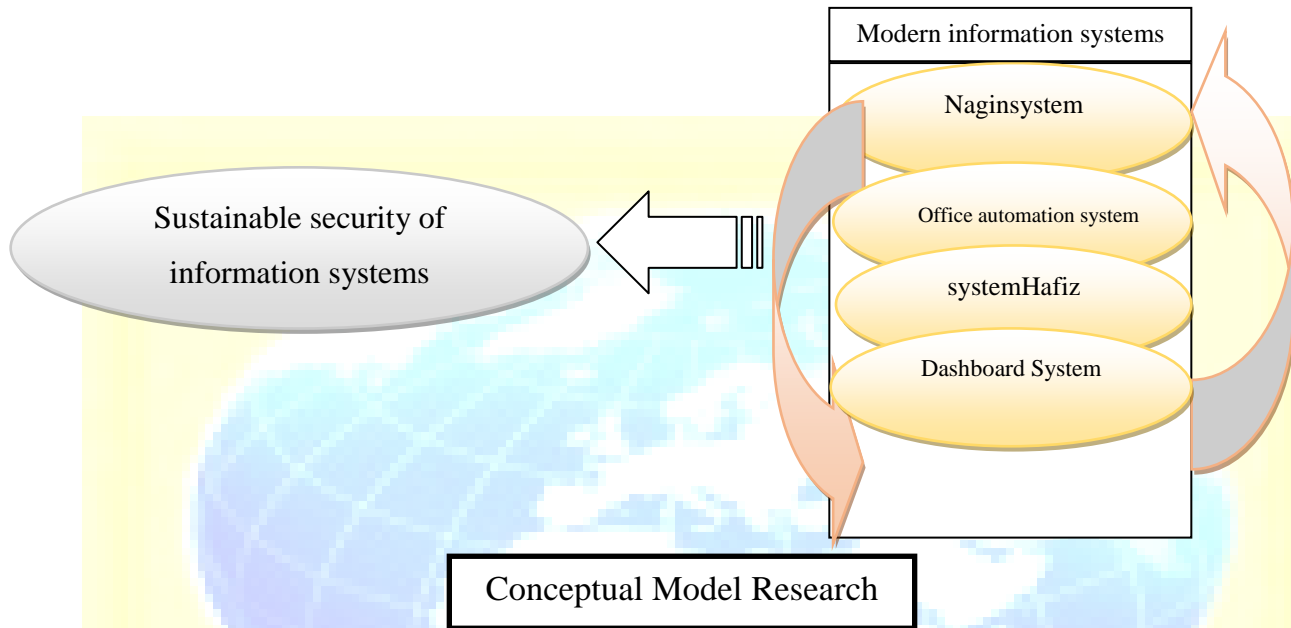 Modern information systems
Naginsystem
Office automation system
systemHafiz
Dashboard System
Sustainable security of
information systems
Conceptual Model Research